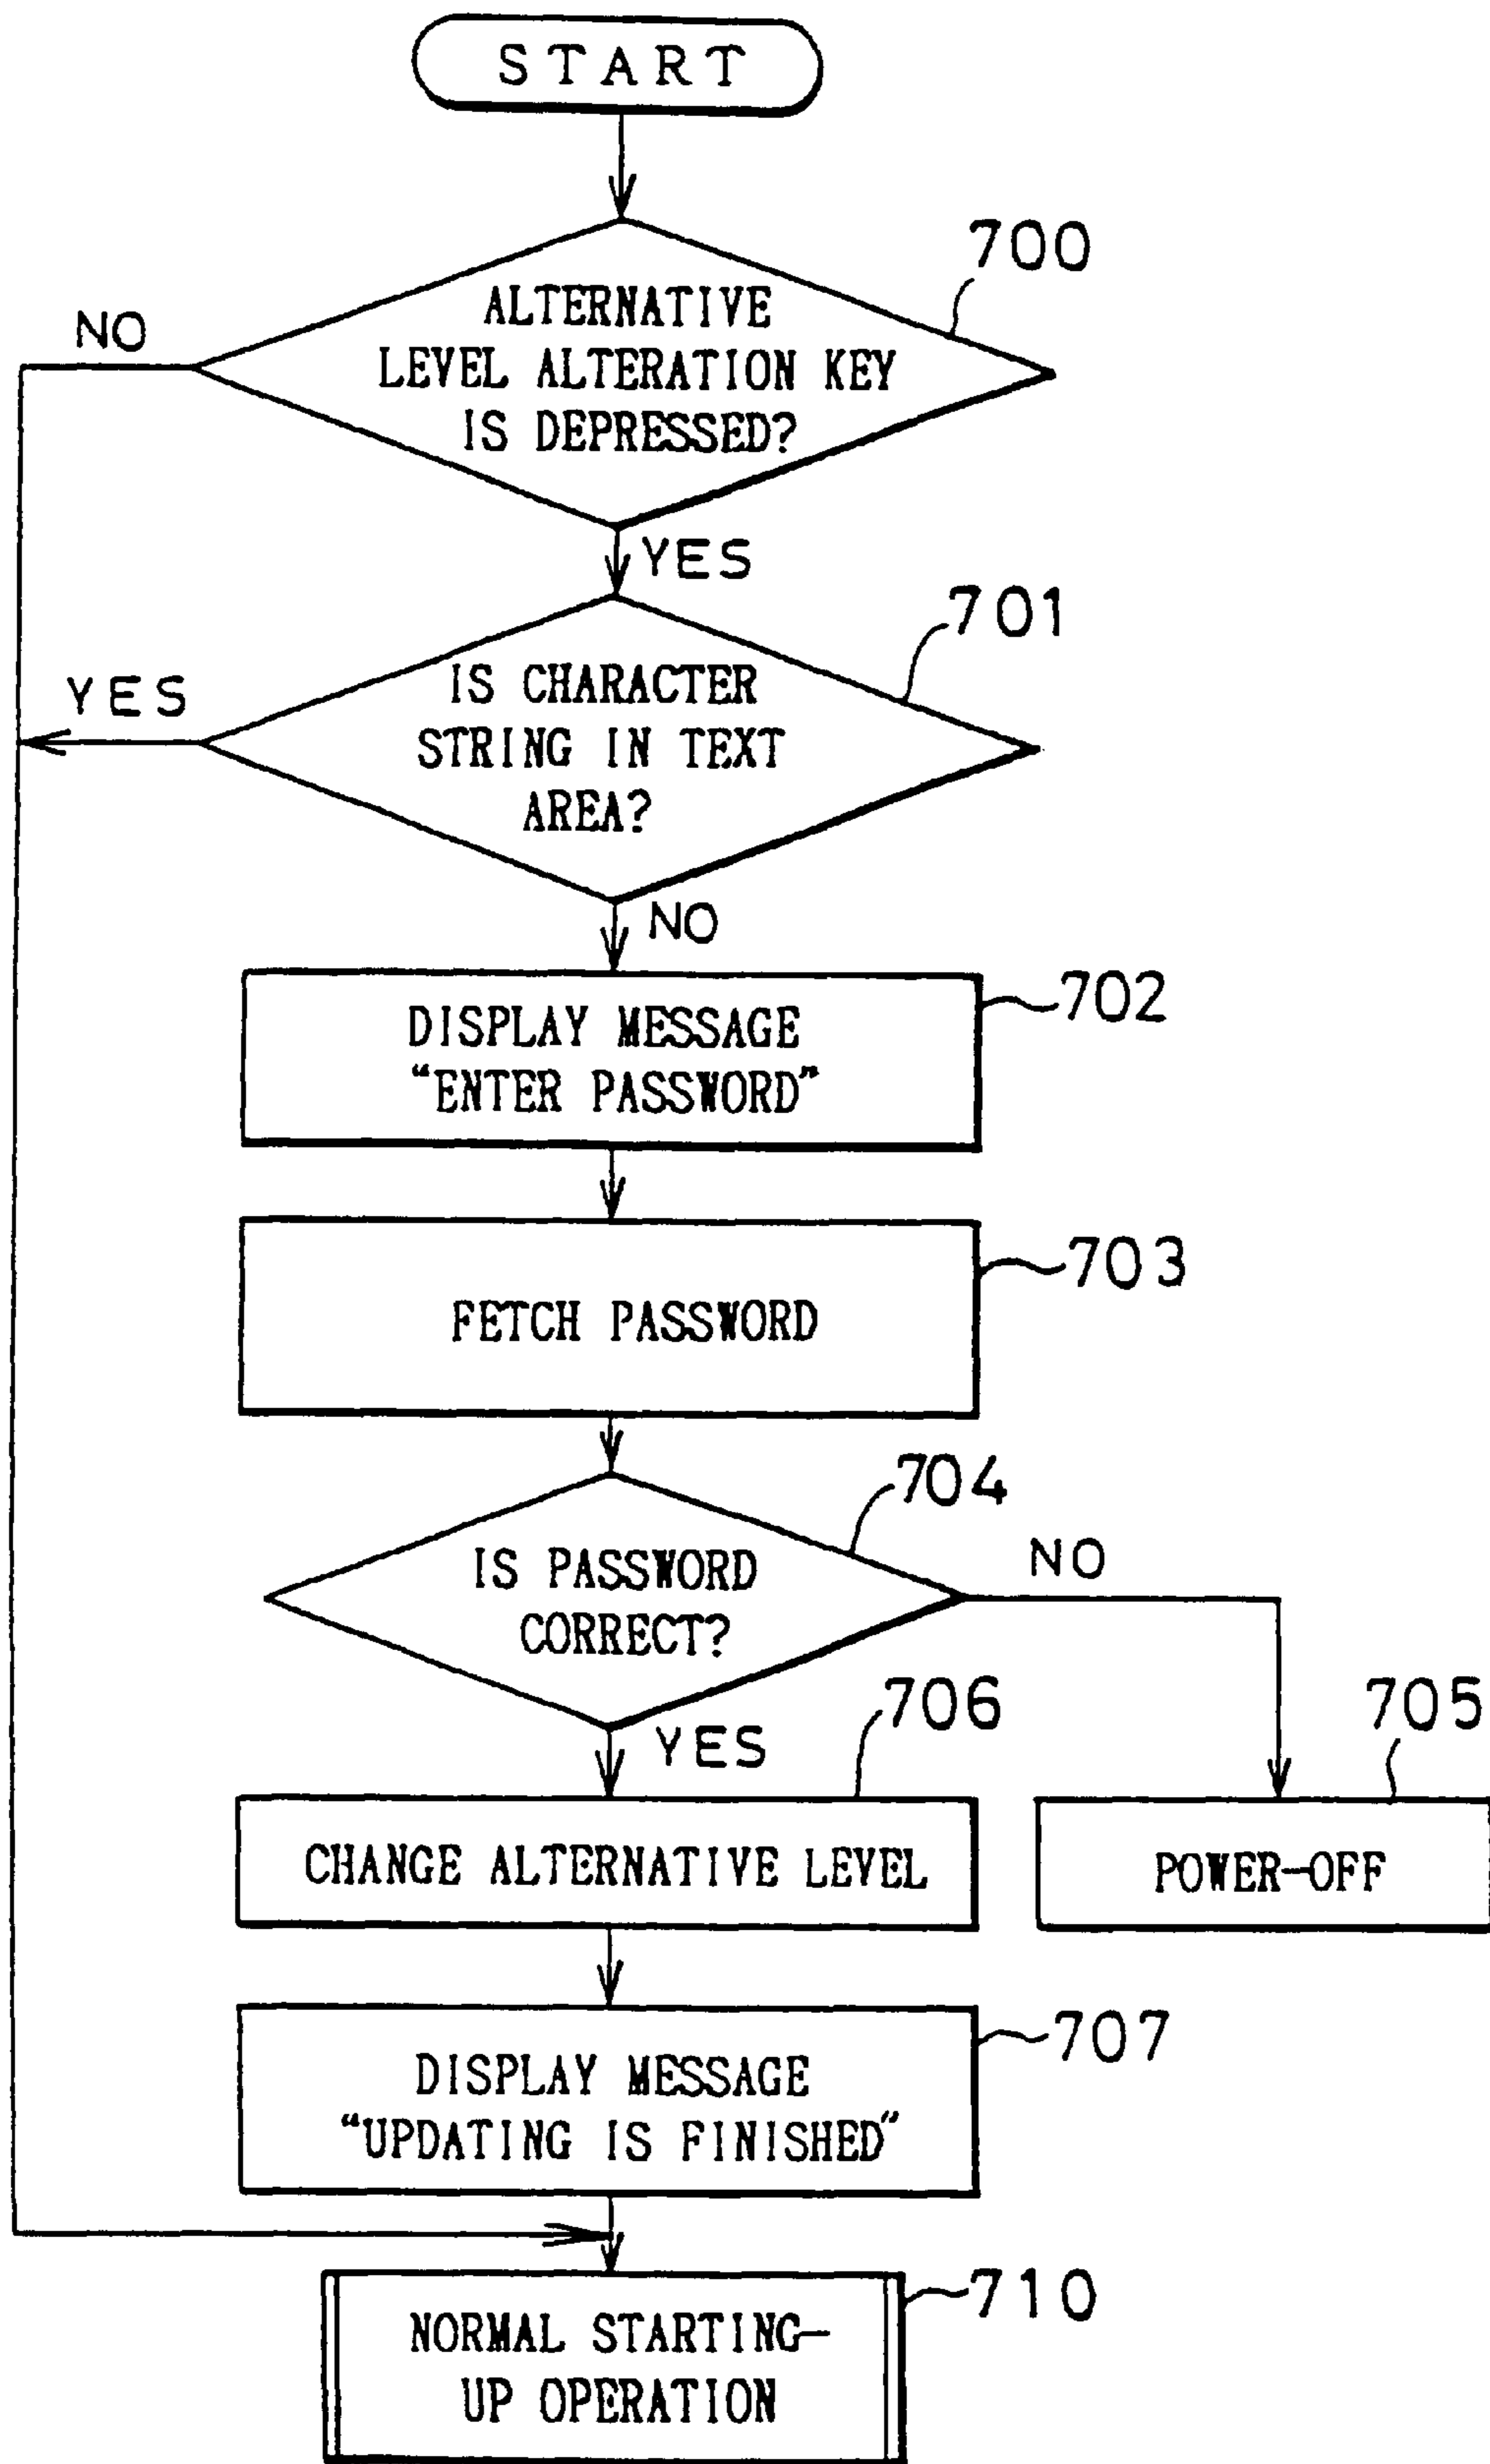 START
700
NO
ALTERNATIVE
LEVEL ALTERATION KEY
IS DEPRESSED?
YES
701
YES
IS CHARACTER
STRING IN TEXT
AREA?
NO
702
DISPLAY MESSAGE
“ENTER PASSWORD”
703
FETCH PASSWORD
704
NO
IS PASSWORD
CORRECT?
706
705
YES
CHANGE ALTERNATIVE LEVEL
POWER-OFF
707
DISPLAY MESSAGE
“UPDATING IS FINISHED”
710
NORMAL STARTING-
UP OPERATION